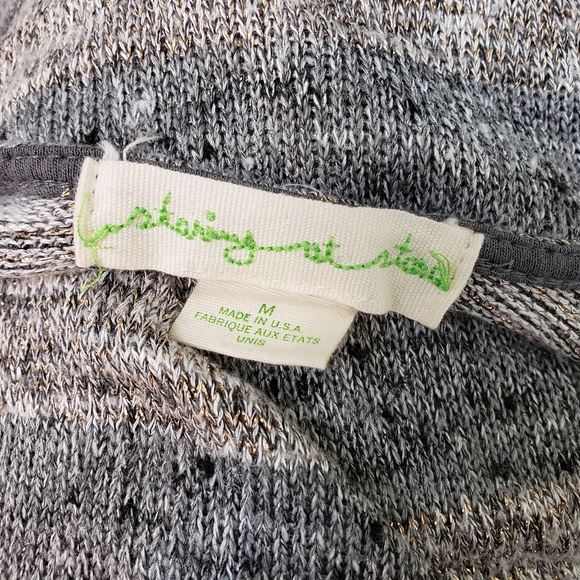 staring at stars
M
MADE IN U.S.A.
FABRIQUE AUX ETATS
UNIS